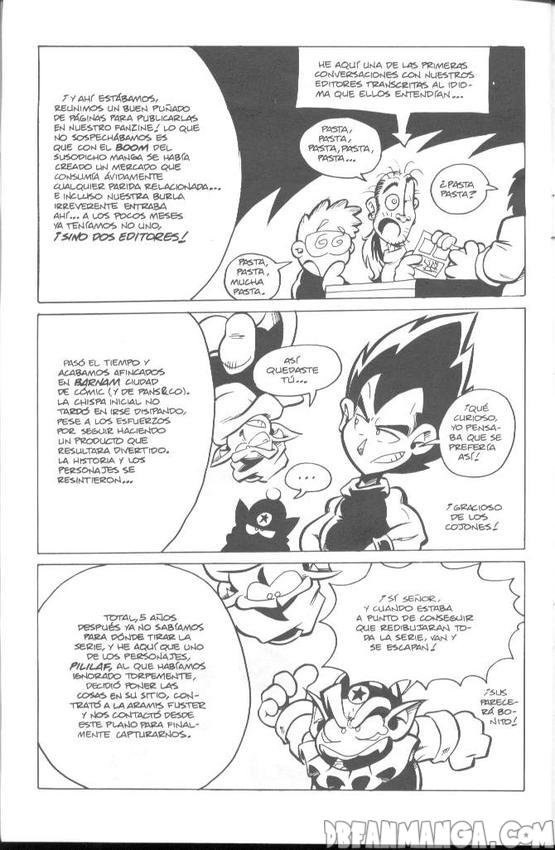 ¡Y AHÍ ESTÁBAMOS,
REUNIMOS UN BUEN PUÑADO
DE PÁGINAS PARA PUBLICARLAS
EN NUESTRO FANZINE! LO QUE
NO SOSPECHÁBAMOS ES
QUE CON EL BOOM DEL
SUSODICHO MANGA SE HABÍA
CREADO UN MERCADO QUE
CONSUMÍA ÁVIDAMENTE
CUALQUIER PARIDA RELACIONADA...
E INCLUSO NUESTRA BURLA
IRREVERENTE ENTRABA
AHÍ... A LOS POCOS MESES
YA TENÍAMOS NO UNO,
¡SINO DOS EDITORES!
HE AQUÍ UNA DE LAS PRIMERAS
CONVERSACIONES CON NUESTROS
EDITORES TRANSCRITAS AL IDIO-
MA QUE ELLOS ENTENDÍAN...
PASTA,
PASTA,
PASTA, PASTA,
PASTA...
¿PASTA
PASTA?
PASTA,
PASTA,
MUCHA
PASTA.
PASÓ EL TIEMPO Y
ACABAMOS AFINCADOS
EN BARNAM CIUDAD
DE CÓMIC (Y DE PANS&CO).
LA CHISPA INICIAL NO
TARDÓ EN IRSE DISIPANDO,
PESE A LOS ESFUERZOS
POR SEGUIR HACIENDO
UN PRODUCTO QUE
RESULTARA DIVERTIDO.
LA HISTORIA Y LOS
PERSONAJES SE
RESINTIERON...
ASÍ
QUEDASTE
TÚ...
...
¡QUÉ
CURIOSO,
YO PENSA-
BA QUE SE
PREFERÍA
ASÍ!
¡GRACIOSO
DE LOS
COJONES!
TOTAL, 5 AÑOS
DESPUÉS YA NO SABÍAMOS
PARA DÓNDE TIRAR LA
SERIE, Y HE AQUÍ QUE UNO
DE LOS PERSONAJES,
PILILAF, AL QUE HABÍAMOS
IGNORADO TORPEMENTE,
DECIDIÓ PONER LAS
COSAS EN SU SITIO, CON-
TRATÓ A LA ARAMIS FUSTER
Y NOS CONTACTÓ DESDE
ESTE PLANO PARA FINAL-
MENTE CAPTURARNOS.
¡SÍ SEÑOR,
Y CUANDO ESTABA
A PUNTO DE CONSEGUIR
QUE REDIBUJARAN TO-
DA LA SERIE, VAN Y
SE ESCAPAN!
¡SUS
PARECE-
RÁ BO-
NITO!
DBFANMANGA.COM